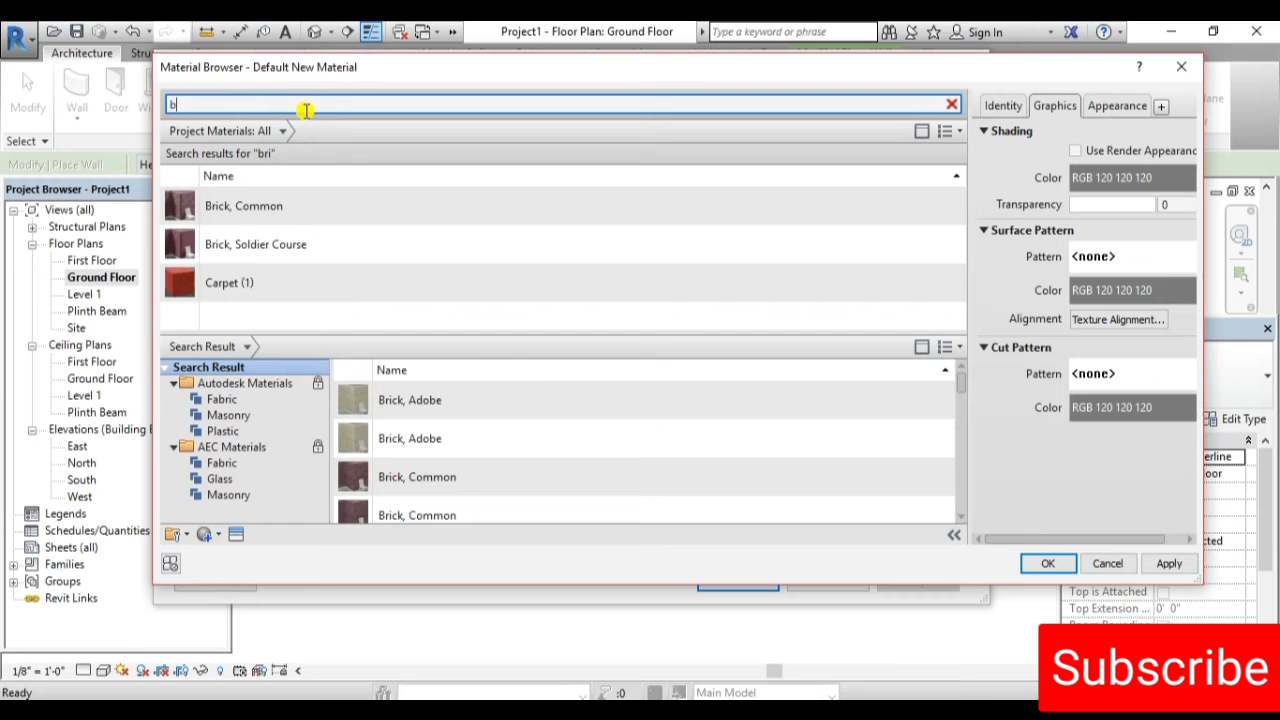 Project1 - Floor Plan: Ground Floor
Type a keyword or phrase
Sign In
Architecture
Modify
Wall
Door
Select
Modify | Place Wall
Project Browser - Project1
Views (all)
Structural Plans
Floor Plans
First Floor
Ground Floor
Level 1
Plinth Beam
Site
Ceiling Plans
First Floor
Ground Floor
Level 1
Plinth Beam
Elevations (Building E
East
North
South
West
Legends
Schedules/Quantities
Sheets (all)
Families
Groups
Revit Links
Material Browser - Default New Material
b
Project Materials: All
Search results for "bri"
Name
Brick, Common
Brick, Soldier Course
Carpet (1)
Search Result
Search Result
Autodesk Materials
Fabric
Masonry
Plastic
AEC Materials
Fabric
Glass
Masonry
Name
Brick, Adobe
Brick, Adobe
Brick, Common
Brick, Common
Identity
Graphics
Appearance
Shading
Use Render Appearanc
Color RGB 120 120 120
Transparency 0
Surface Pattern
Pattern <none>
Color RGB 120 120 120
Alignment Texture Alignment...
Cut Pattern
Pattern <none>
Color RGB 120 120 120
OK
Cancel
Apply
Edit Type
Top is Attached
Top Extension ... 0' 0"
1/8" = 1'-0"
Ready
:0
Main Model
Subscribe